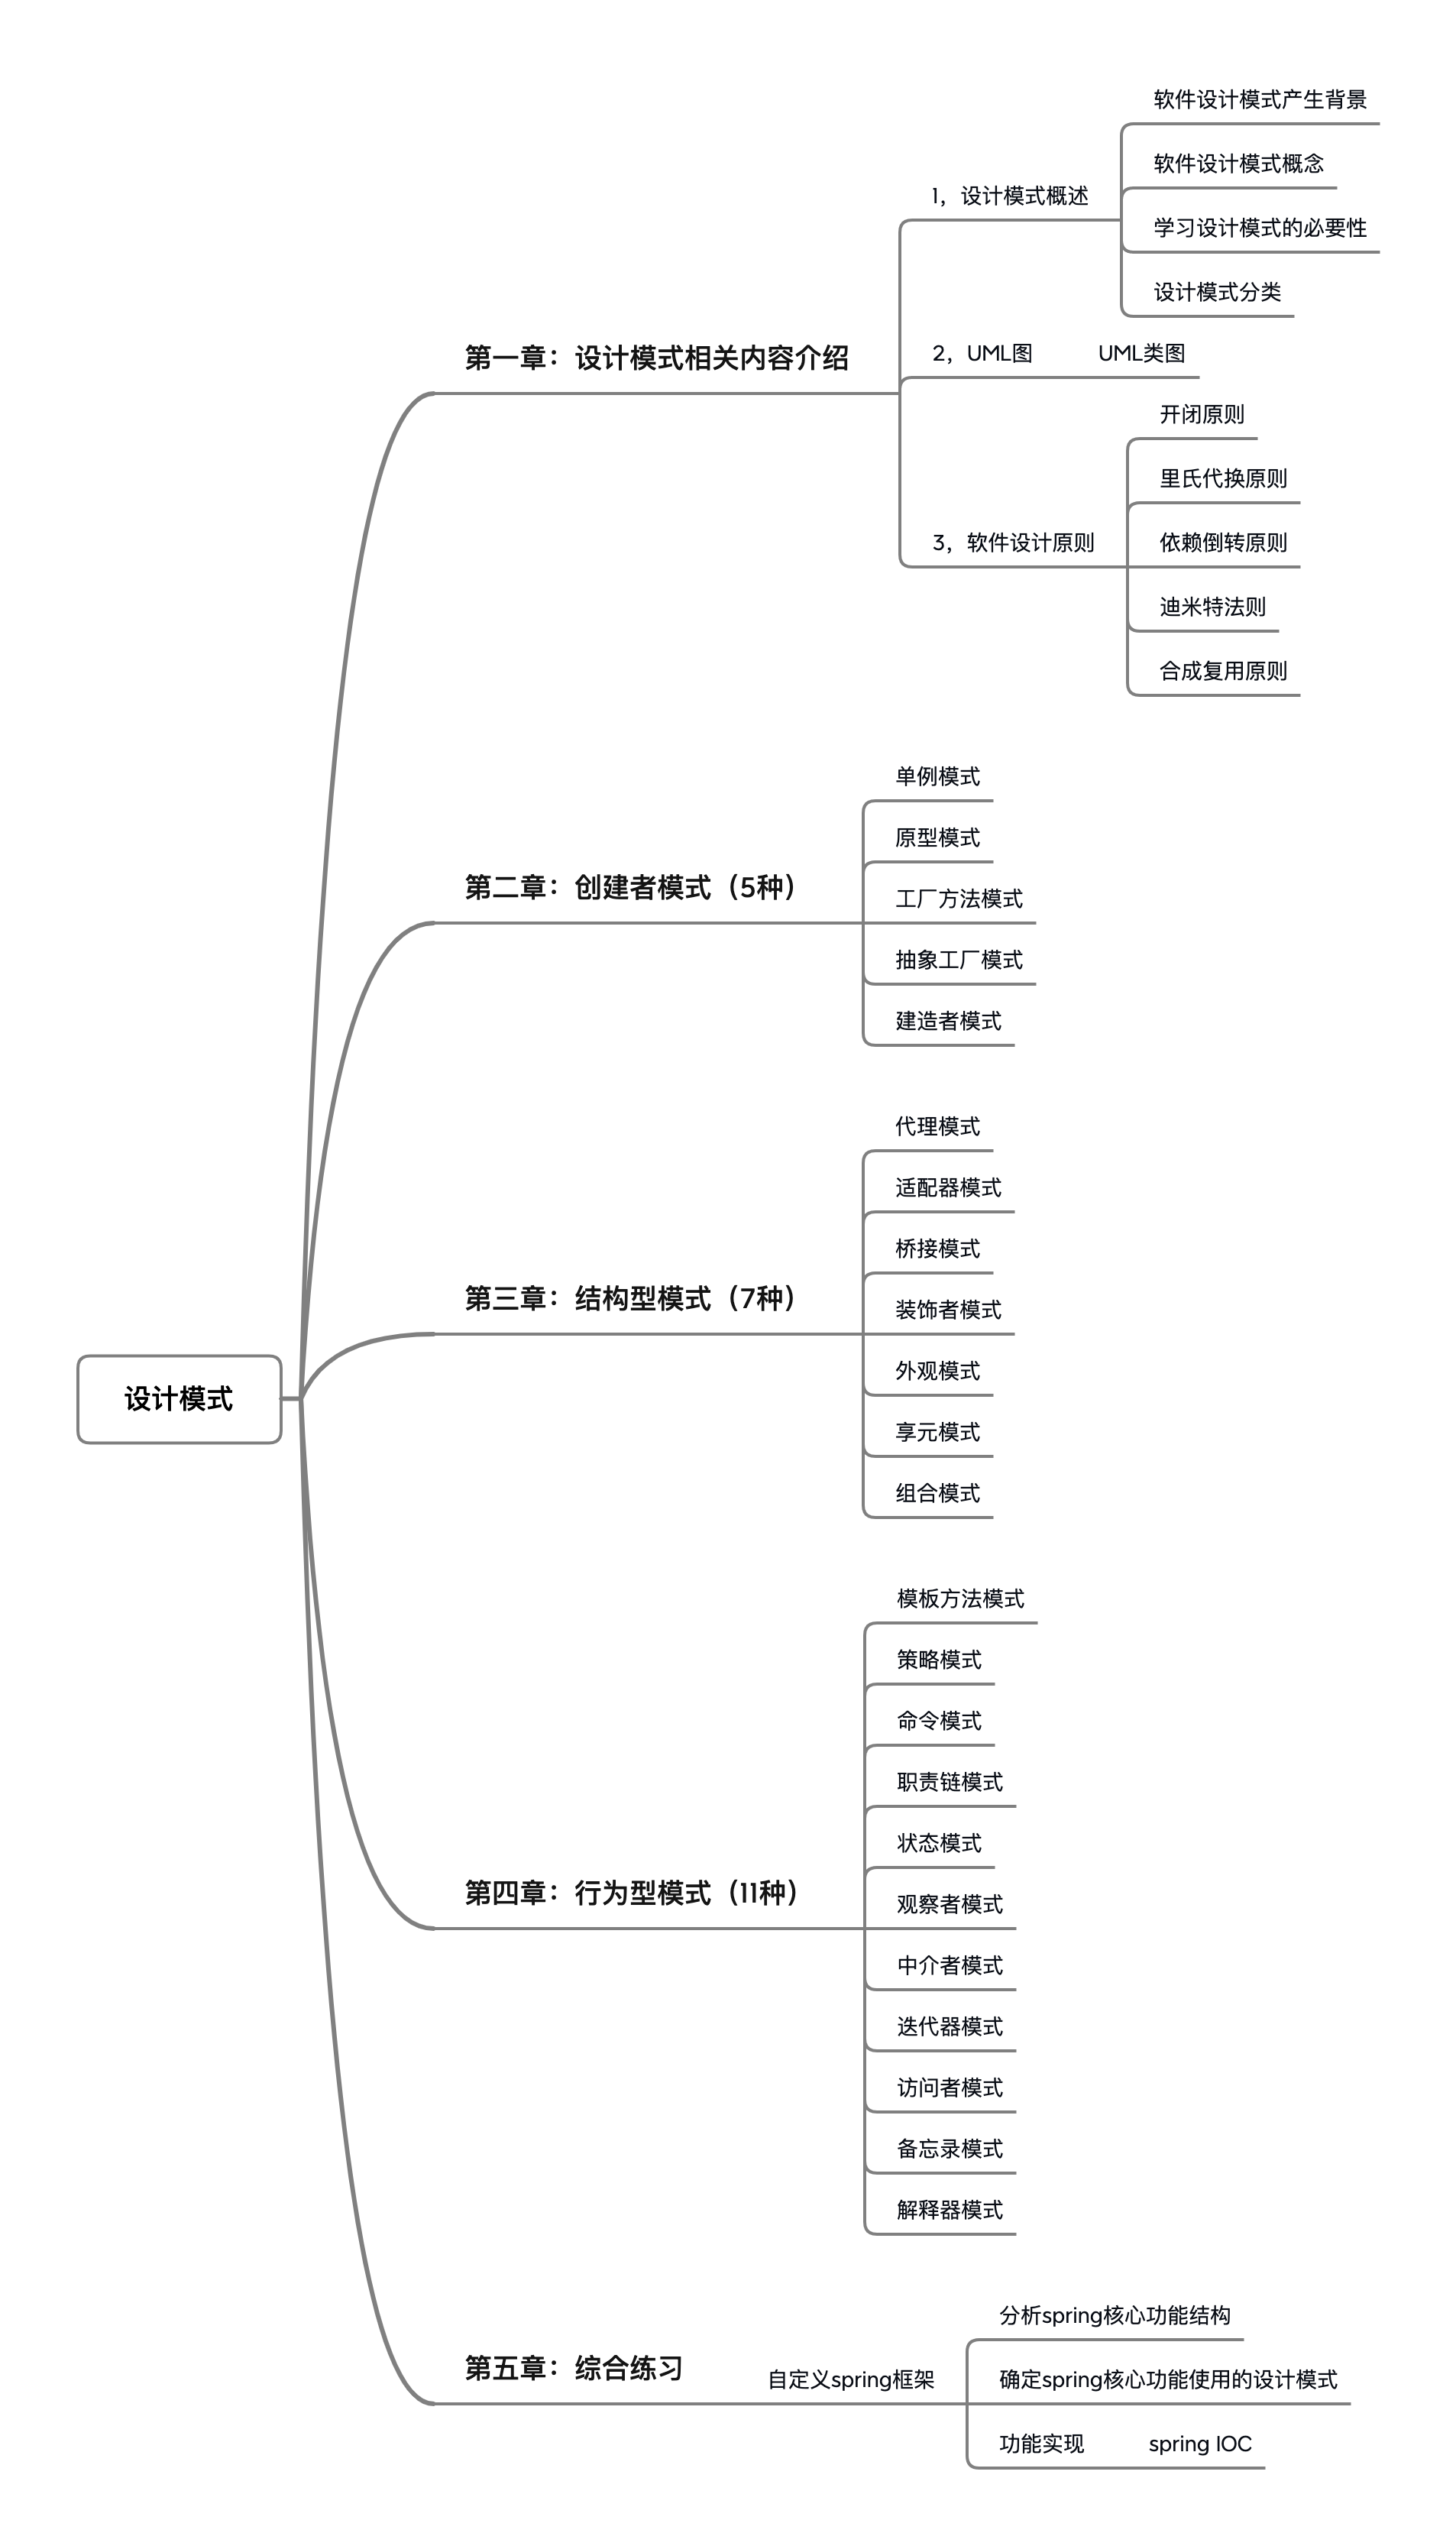 设计模式
第一章：设计模式相关内容介绍
1，设计模式概述
软件设计模式产生背景
软件设计模式概念
学习设计模式的必要性
设计模式分类
2，UML图
UML类图
3，软件设计原则
开闭原则
里氏代换原则
依赖倒转原则
迪米特法则
合成复用原则
第二章：创建者模式（5种）
单例模式
原型模式
工厂方法模式
抽象工厂模式
建造者模式
第三章：结构型模式（7种）
代理模式
适配器模式
桥接模式
装饰者模式
外观模式
享元模式
组合模式
第四章：行为型模式（11种）
模板方法模式
策略模式
命令模式
职责链模式
状态模式
观察者模式
中介者模式
迭代器模式
访问者模式
备忘录模式
解释器模式
第五章：综合练习
自定义spring框架
分析spring核心功能结构
确定spring核心功能使用的设计模式
功能实现
spring IOC